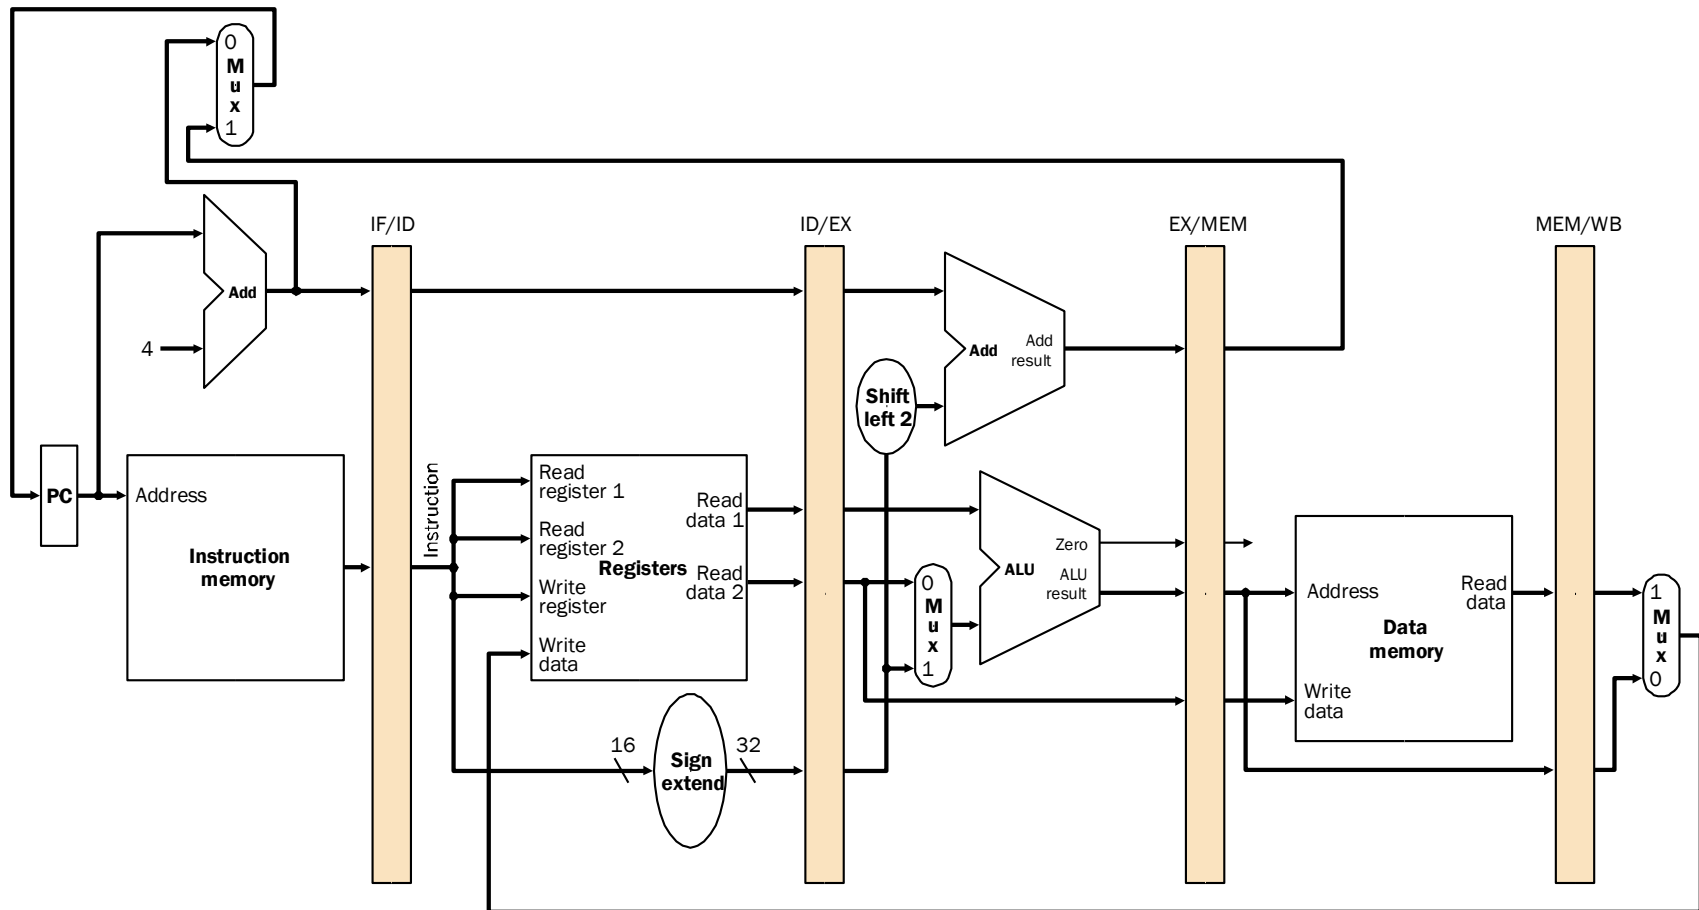 0
M
u
x
1
IF/ID
ID/EX
EX/MEM
MEM/WB
Add
4
Add
Add
result
Shift
left 2
PC
Address
Instruction
memory
Instruction
Read
register 1
Read
register 2
Write
register
Write
data
Registers
Read
data 1
Read
data 2
16
Sign
extend
32
0
M
u
x
1
Zero
ALU
ALU
result
Address
Read
data
Data
memory
Write
data
1
M
u
x
0